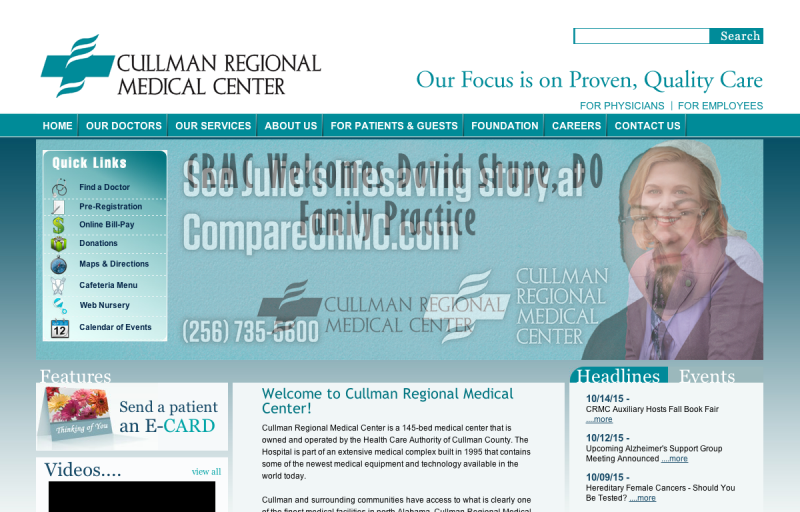 CULLMAN REGIONAL
MEDICAL CENTER
Search
Our Focus is on Proven, Quality Care
FOR PHYSICIANS | FOR EMPLOYEES
HOME OUR DOCTORS OUR SERVICES ABOUT US FOR PATIENTS & GUESTS FOUNDATION CAREERS CONTACT US
Quick Links
Find a Doctor
Pre-Registration
Online Bill-Pay
Donations
Maps & Directions
Cafeteria Menu
Web Nursery
12
Calendar of Events
CRMC Welcomes David Shupe, DO
Family Practice
See June's lifesaving story at
CompareCRMC.com
CULLMAN REGIONAL
MEDICAL CENTER
CULLMAN
REGIONAL
MEDICAL
CENTER
(256) 735-
Features
Thinking of You
Send a patient
an E-CARD
Videos.... view all
Welcome to Cullman Regional Medical
Center!
Cullman Regional Medical Center is a 145-bed medical center that is
owned and operated by the Health Care Authority of Cullman County. The
Hospital is part of an extensive medical complex built in 1995 that contains
some of the newest medical equipment and technology available in the
world today.
Cullman and surrounding communities have access to what is clearly one
of the finest medical facilities in north Alabama. Cullman Regional Medical
Headlines Events
10/14/15 -
CRMC Auxiliary Hosts Fall Book Fair
....more
10/12/15 -
Upcoming Alzheimer's Support Group
Meeting Announced ....more
10/09/15 -
Hereditary Female Cancers - Should You
Be Tested? ....more